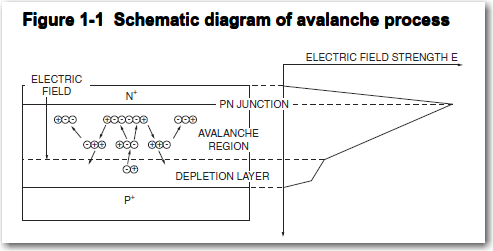 Figure 1-1 Schematic diagram of avalanche process
ELECTRIC FIELD STRENGTH E
ELECTRIC
FIELD
N+
PN JUNCTION
AVALANCHE
REGION
DEPLETION LAYER
P+